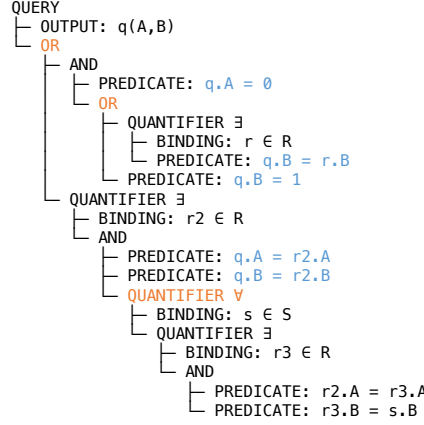 QUERY
├─ OUTPUT: q(A,B)
└─ OR
   ├─ AND
   │  ├─ PREDICATE: q.A = 0
   │  └─ OR
   │     ├─ QUANTIFIER ∃
   │     │  ├─ BINDING: r ∈ R
   │     │  └─ PREDICATE: q.B = r.B
   │     └─ PREDICATE: q.B = 1
   └─ QUANTIFIER ∃
      ├─ BINDING: r2 ∈ R
      └─ AND
         ├─ PREDICATE: q.A = r2.A
         ├─ PREDICATE: q.B = r2.B
         └─ QUANTIFIER ∀
            ├─ BINDING: s ∈ S
            └─ QUANTIFIER ∃
               ├─ BINDING: r3 ∈ R
               └─ AND
                  ├─ PREDICATE: r2.A = r3.A
                  └─ PREDICATE: r3.B = s.B